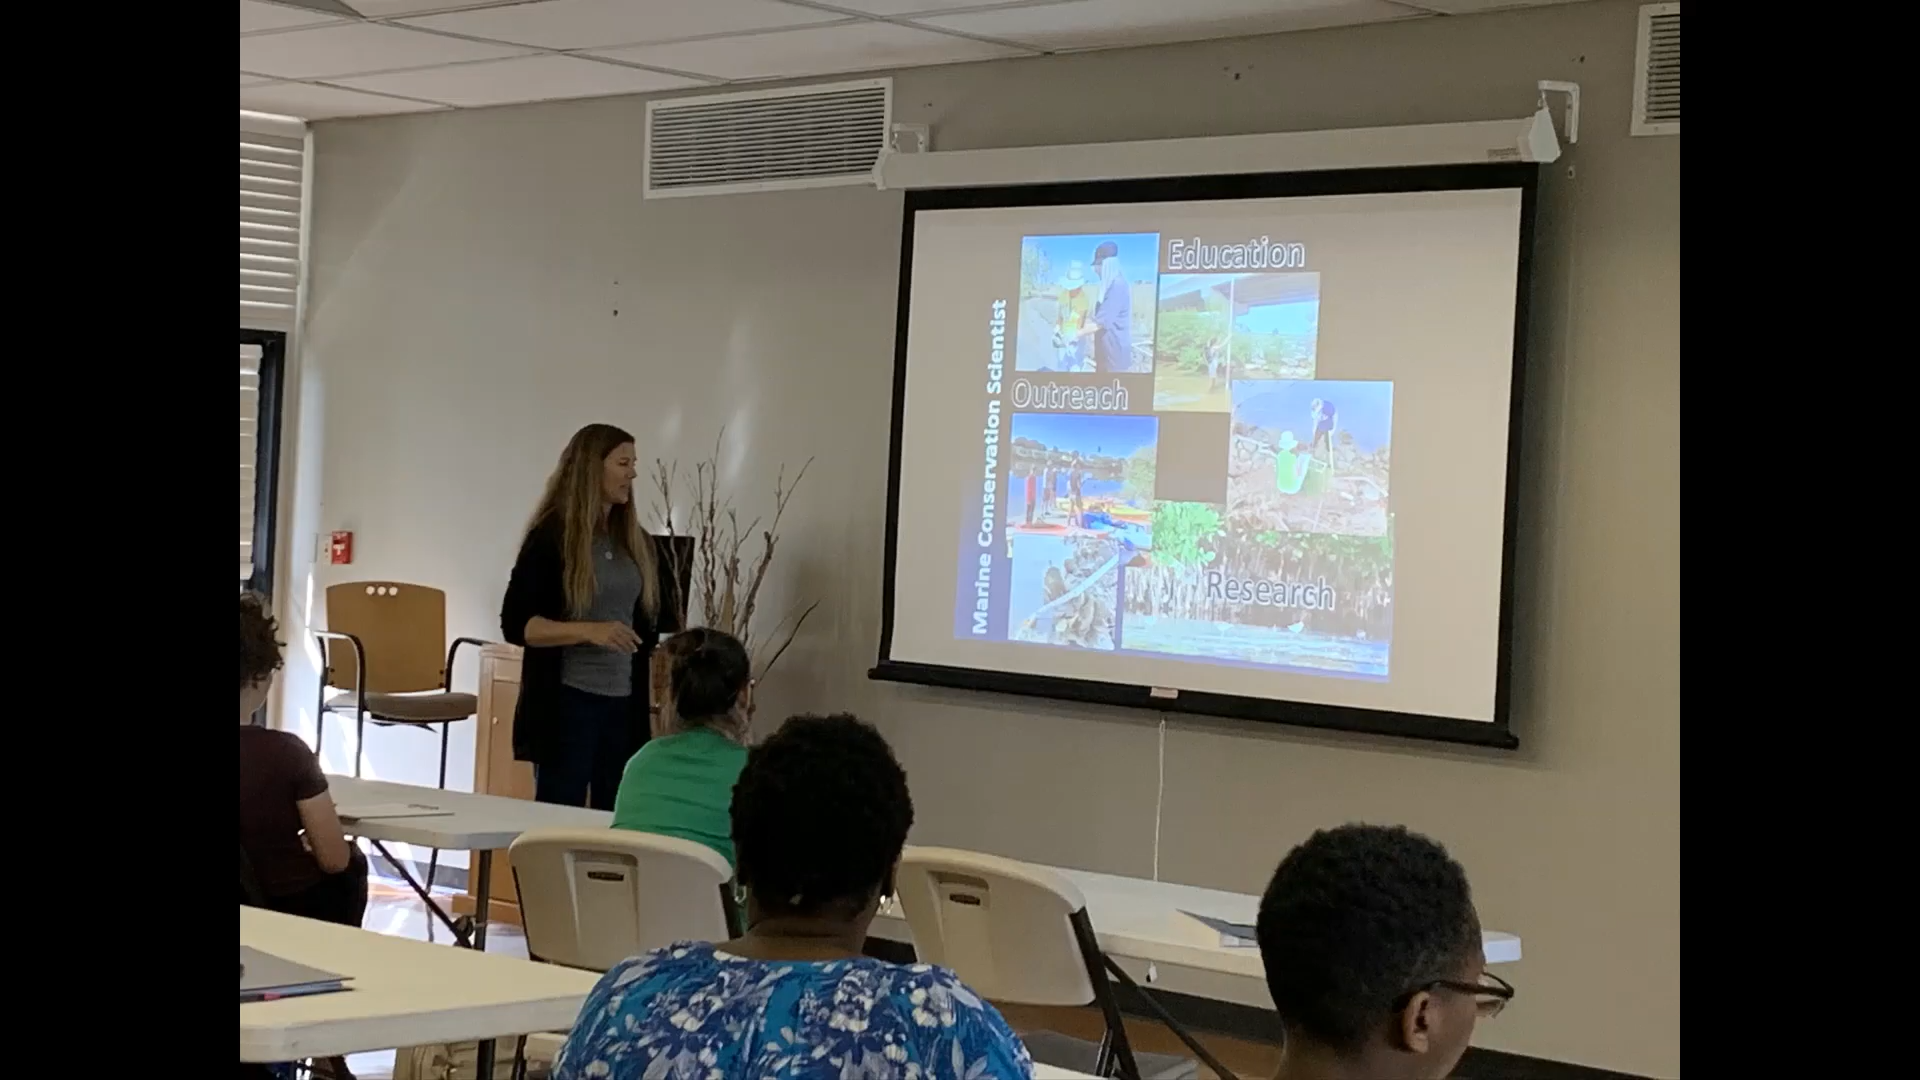 Marine Conservation Scientist
Education
Outreach
Research